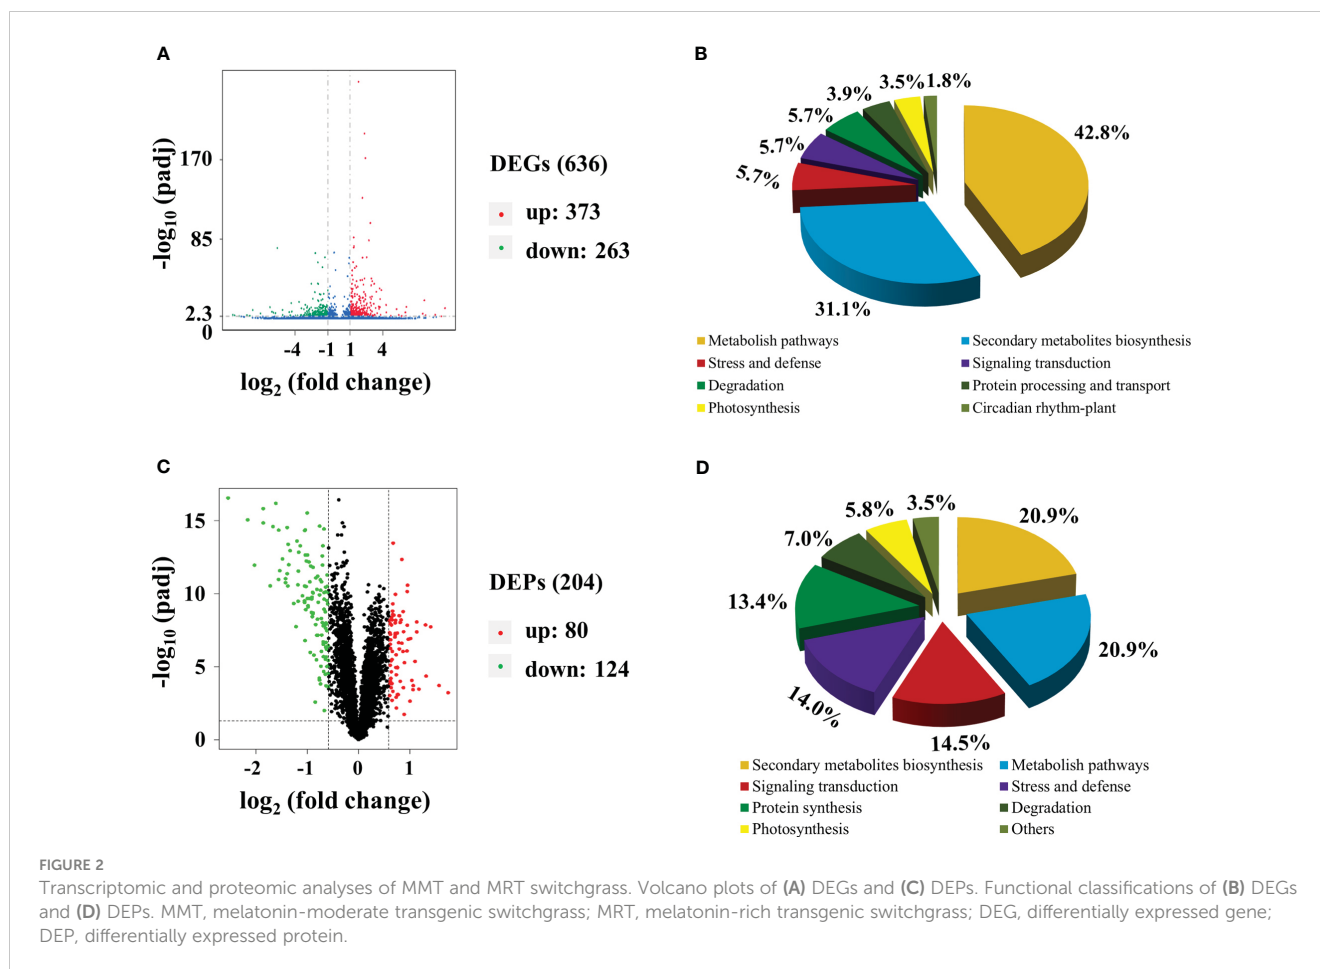 A
-log10 (padj)
170
85
2.3
0
-4 -1 1 4
log2 (fold change)
DEGs (636)
up: 373
down: 263
B
42.8%
31.1%
5.7%
5.7%
5.7%
3.9%
3.5%
1.8%
Metabolish pathways
Secondary metabolites biosynthesis
Stress and defense
Signaling transduction
Degradation
Protein processing and transport
Photosynthesis
Circadian rhythm-plant
C
-log10 (padj)
15
10
5
0
-2 -1 0 1
log2 (fold change)
DEPs (204)
up: 80
down: 124
D
20.9%
20.9%
14.5%
14.0%
13.4%
7.0%
5.8%
3.5%
Secondary metabolites biosynthesis
Metabolish pathways
Signaling transduction
Stress and defense
Protein synthesis
Degradation
Photosynthesis
Others
FIGURE 2
Transcriptomic and proteomic analyses of MMT and MRT switchgrass. Volcano plots of (A) DEGs and (C) DEPs. Functional classifications of (B) DEGs
and (D) DEPs. MMT, melatonin-moderate transgenic switchgrass; MRT, melatonin-rich transgenic switchgrass; DEG, differentially expressed gene;
DEP, differentially expressed protein.